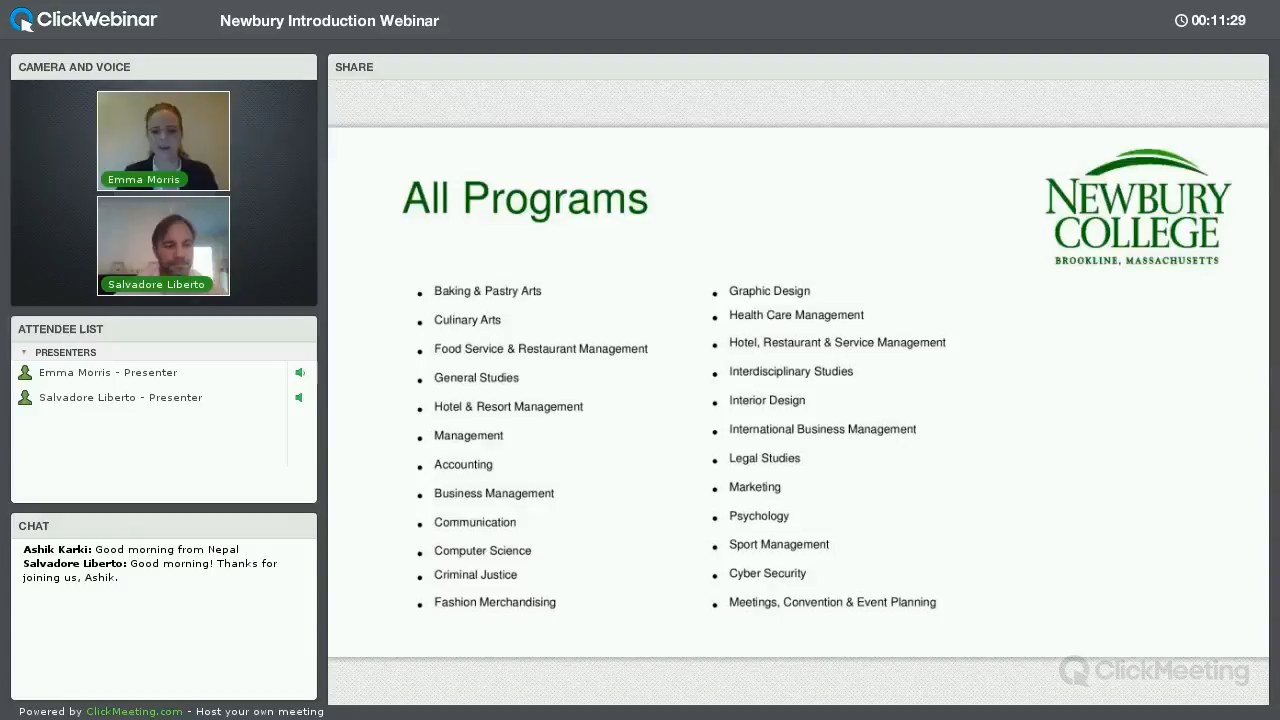 ClickWebinar
Newbury Introduction Webinar
00:11:29
CAMERA AND VOICE
Emma Morris
Salvadore Liberto
ATTENDEE LIST
PRESENTERS
Emma Morris - Presenter
Salvadore Liberto - Presenter
CHAT
Ashik Karki: Good morning from Nepal
Salvadore Liberto: Good morning! Thanks for
joining us, Ashik.
SHARE
All Programs
NEWBURY
COLLEGE
BROOKLINE, MASSACHUSETTS
Baking & Pastry Arts
Culinary Arts
Food Service & Restaurant Management
General Studies
Hotel & Resort Management
Management
Accounting
Business Management
Communication
Computer Science
Criminal Justice
Fashion Merchandising
Graphic Design
Health Care Management
Hotel, Restaurant & Service Management
Interdisciplinary Studies
Interior Design
International Business Management
Legal Studies
Marketing
Psychology
Sport Management
Cyber Security
Meetings, Convention & Event Planning
ClickMeeting
Powered by ClickMeeting.com - Host your own meeting